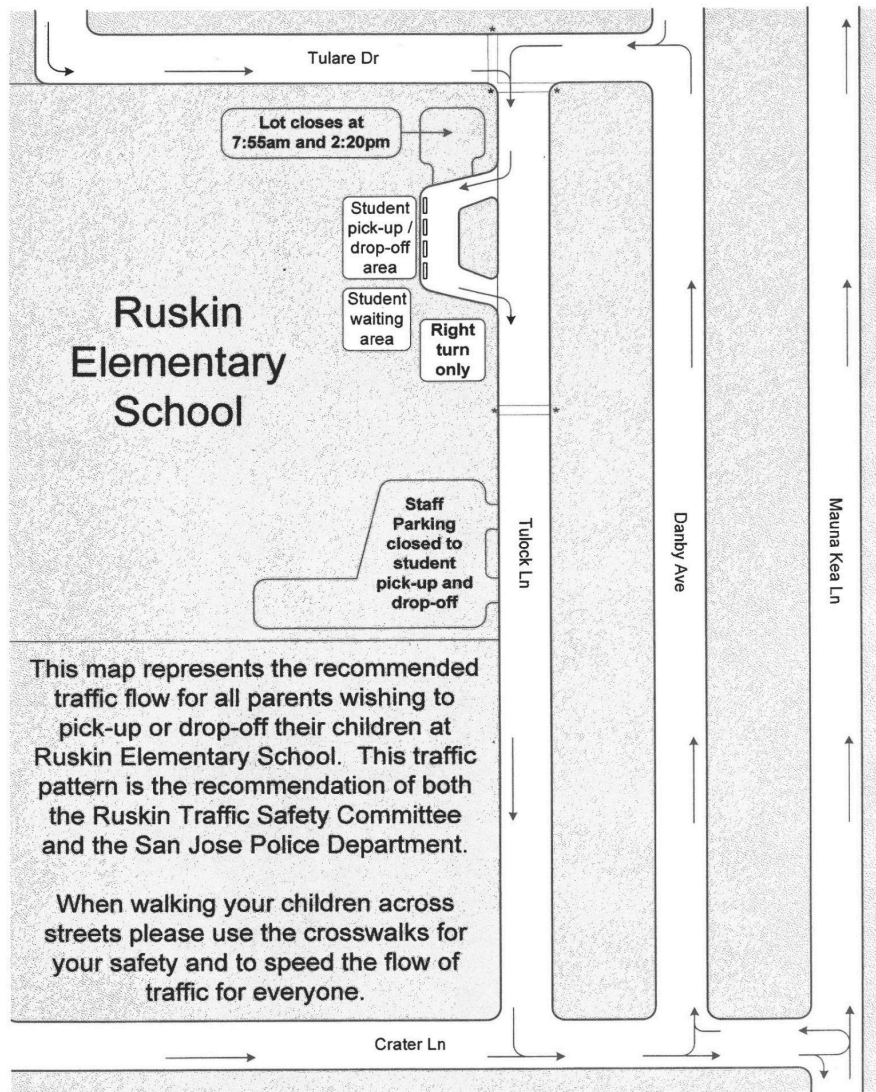 Tulare Dr
Lot closes at
7:55am and 2:20pm
Student
pick-up /
drop-off
area
Student
waiting
area
Right
turn
only
Ruskin
Elementary
School
Staff
Parking
closed to
student
pick-up and
drop-off
Tulock Ln
Danby Ave
Mauna Kea Ln
This map represents the recommended
traffic flow for all parents wishing to
pick-up or drop-off their children at
Ruskin Elementary School. This traffic
pattern is the recommendation of both
the Ruskin Traffic Safety Committee
and the San Jose Police Department.
When walking your children across
streets please use the crosswalks for
your safety and to speed the flow of
traffic for everyone.
Crater Ln